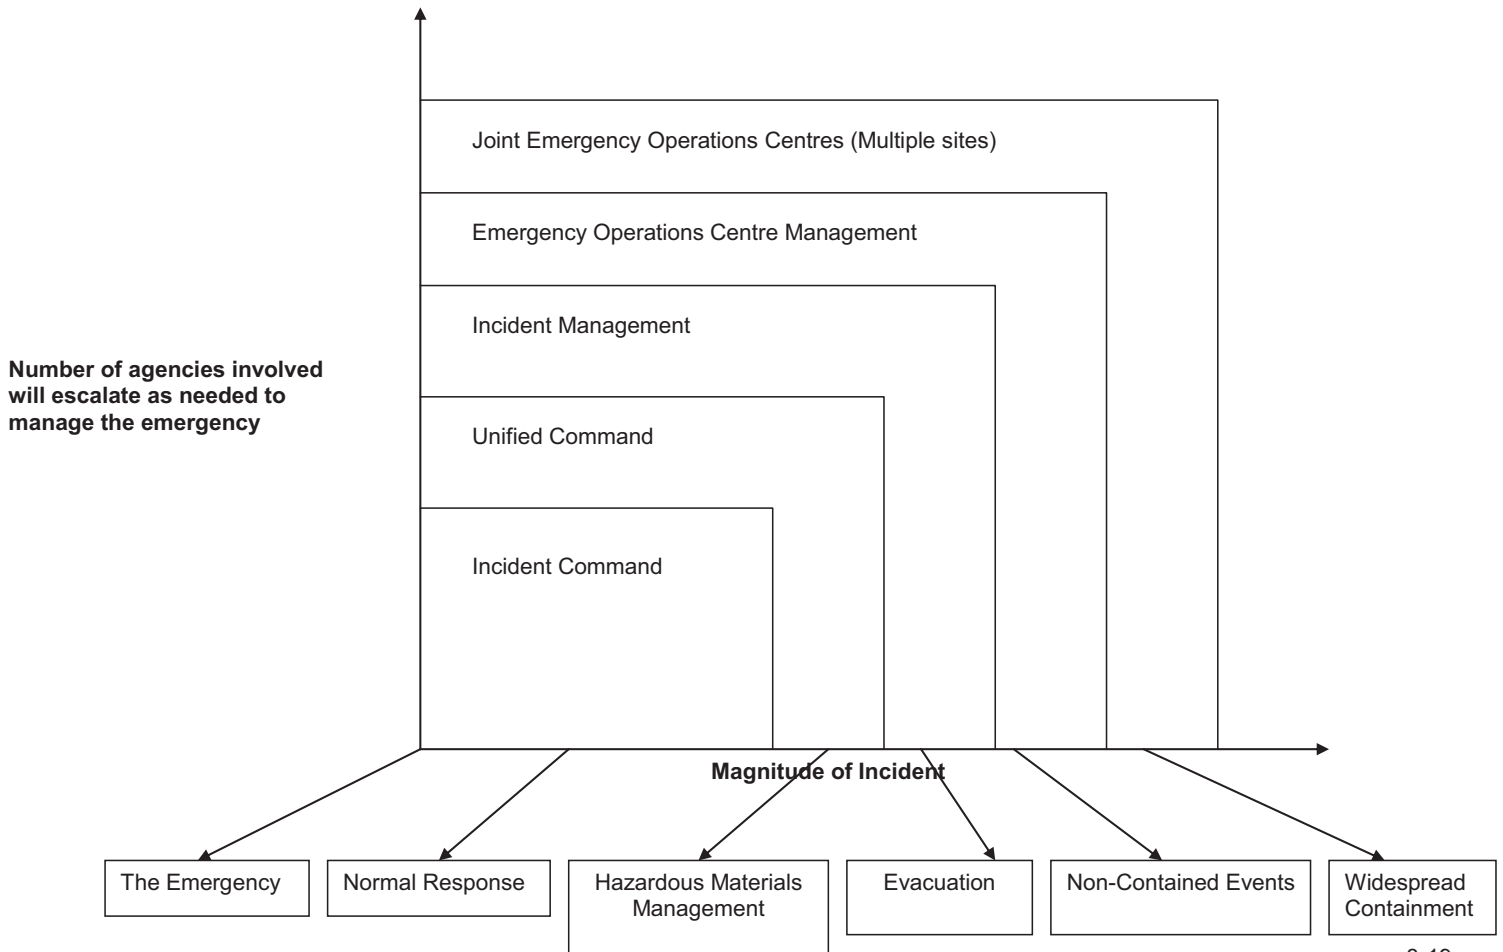 Joint Emergency Operations Centres (Multiple sites)
Emergency Operations Centre Management
Incident Management
Number of agencies involved
will escalate as needed to
manage the emergency
Unified Command
Incident Command
Magnitude of Incident
The Emergency
Normal Response
Hazardous Materials
Management
Evacuation
Non-Contained Events
Widespread
Containment